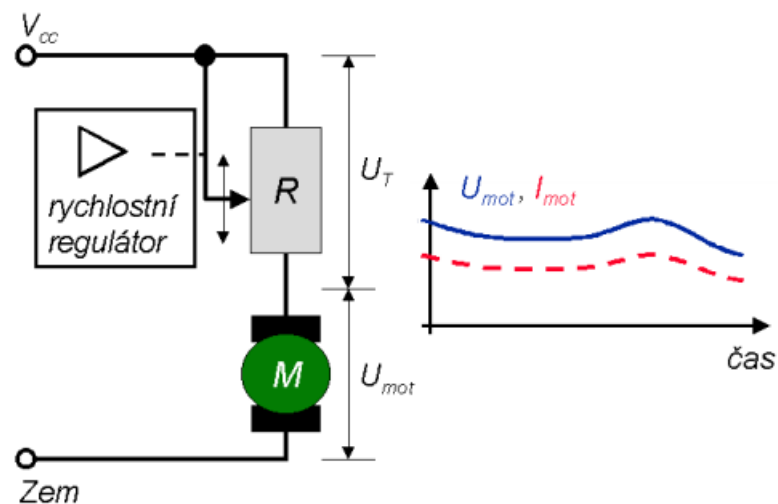 Vcc
rychlostní
regulátor
R
UT
M
Umot
Zem
Umot, Imot
čas